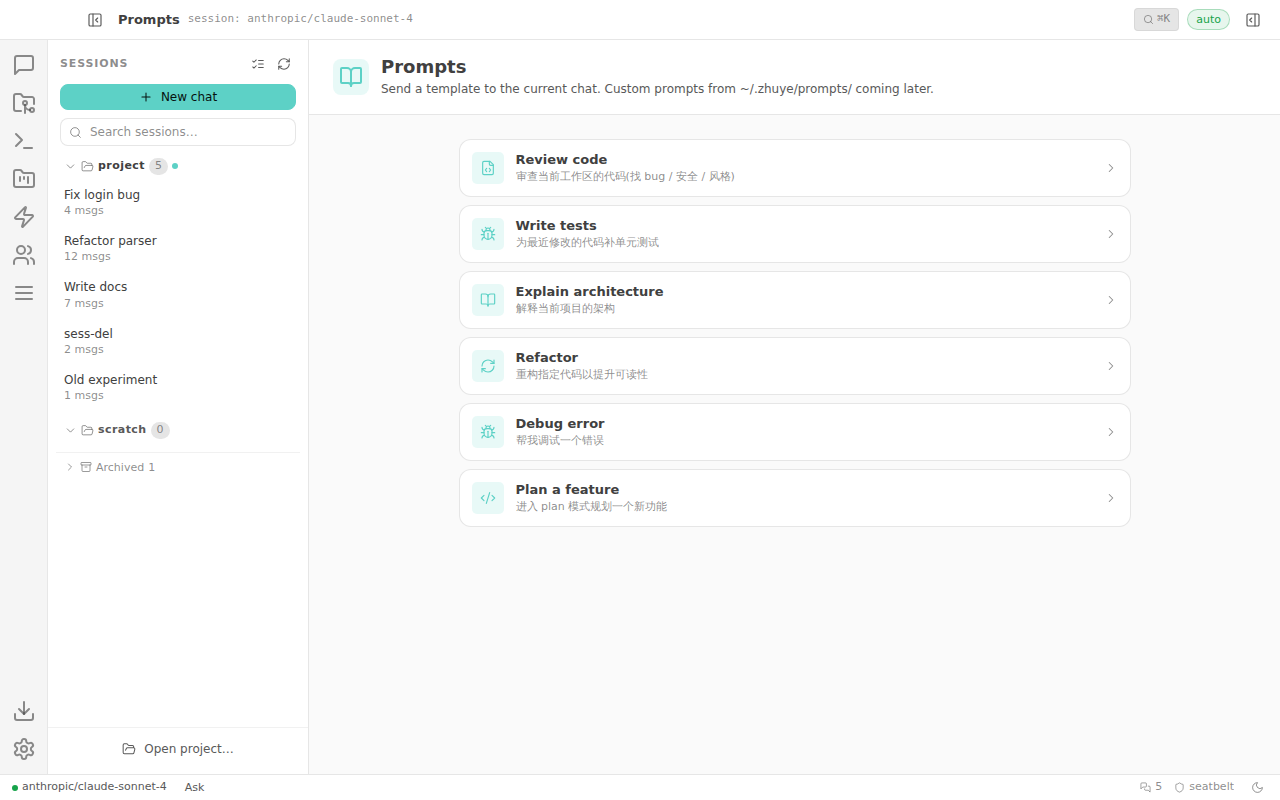 Prompts session: anthropic/claude-sonnet-4
⌘K
auto
SESSIONS
New chat
Search sessions…
project 5
Fix login bug
4 msgs
Refactor parser
12 msgs
Write docs
7 msgs
sess-del
2 msgs
Old experiment
1 msgs
scratch 0
Archived 1
Open project…
Prompts
Send a template to the current chat. Custom prompts from ~/.zhuye/prompts/ coming later.
Review code
审查当前工作区的代码(找 bug / 安全 / 风格)
Write tests
为最近修改的代码补单元测试
Explain architecture
解释当前项目的架构
Refactor
重构指定代码以提升可读性
Debug error
帮我调试一个错误
Plan a feature
进入 plan 模式规划一个新功能
anthropic/claude-sonnet-4 Ask
5 seatbelt